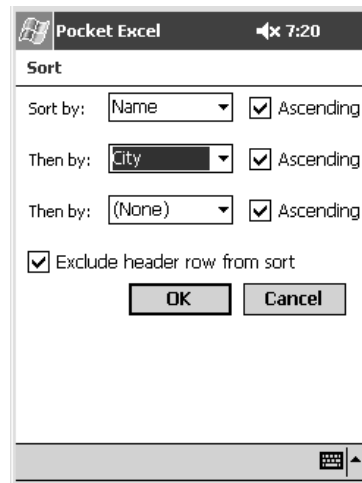 Pocket Excel 7:20
Sort
Sort by: Name Ascending
Then by: City Ascending
Then by: (None) Ascending
Exclude header row from sort
OK Cancel